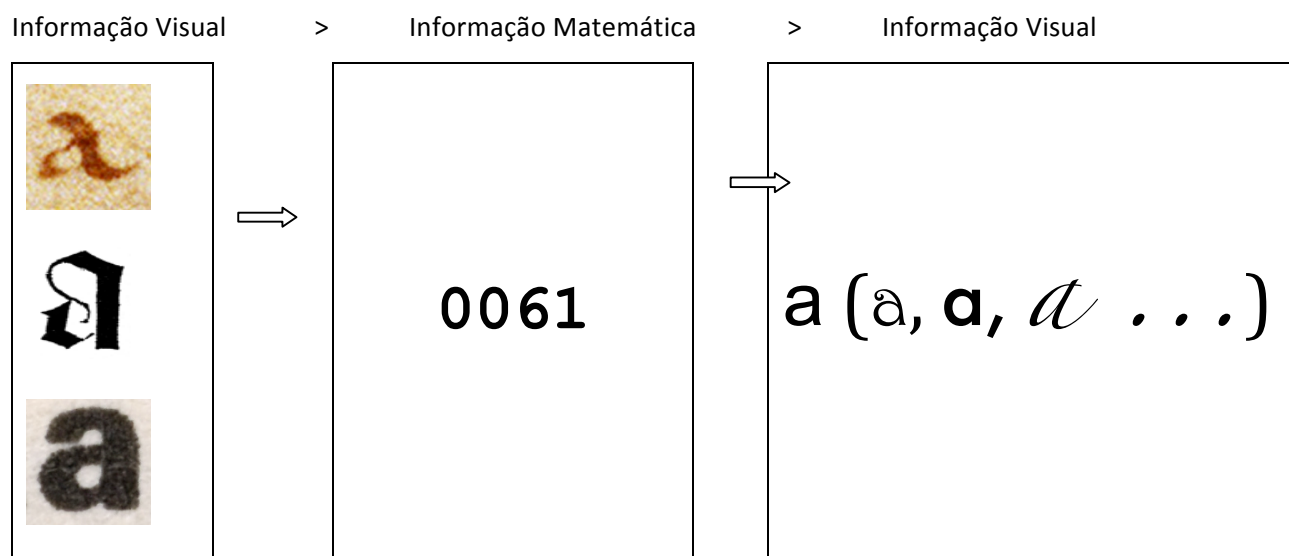 Informação Visual > Informação Matemática > Informação Visual
a
a
a
0061
a (a, a, a ...)